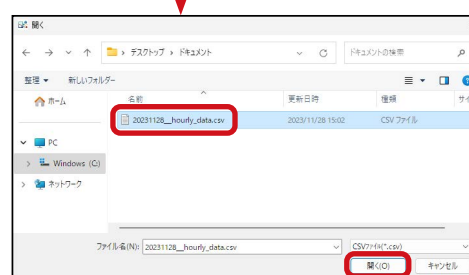 開く
デスクトップ › ドキュメント
ドキュメントの検索
整理 新しいフォルダー
ホーム
名前 更新日時 種類 サイ
20231128__hourly_data.csv 2023/11/28 15:02 CSV ファイル
PC
Windows (C:)
ネットワーク
ファイル名(N): 20231128__hourly_data.csv CSVファイル(*.csv)
開く(O) キャンセル